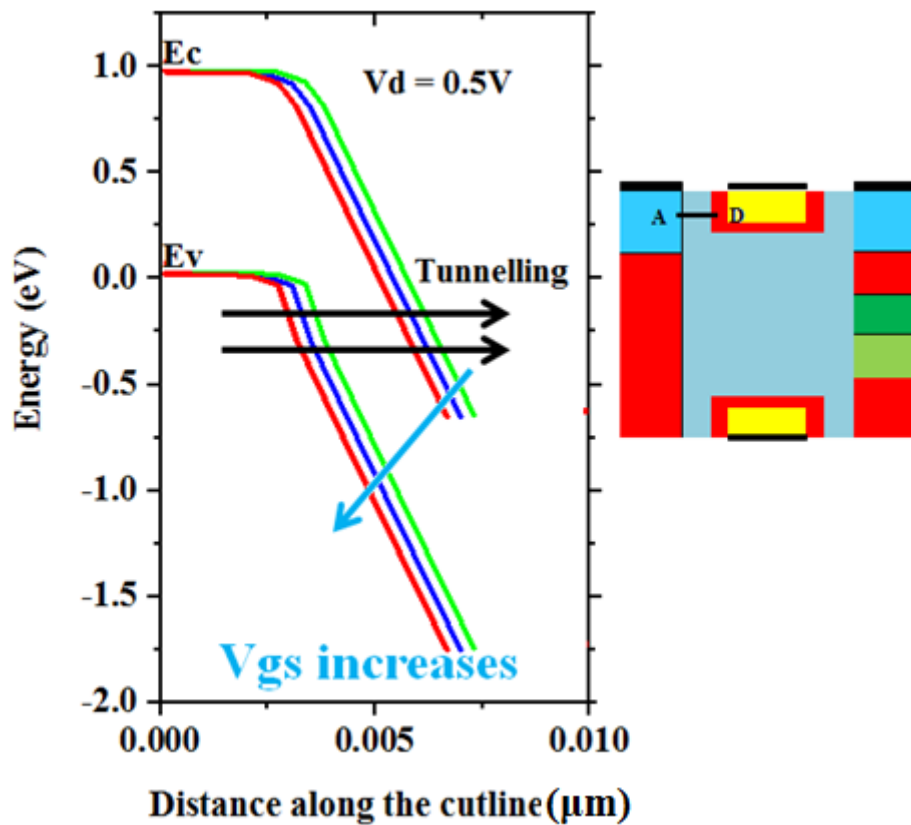 Ec
Vd = 0.5V
1.0
0.5
Ev
0.0
Tunnelling
-0.5
-1.0
-1.5
Vgs increases
-2.0
0.000
0.005
0.010
Energy (eV)
Distance along the cutline (μm)
A
D